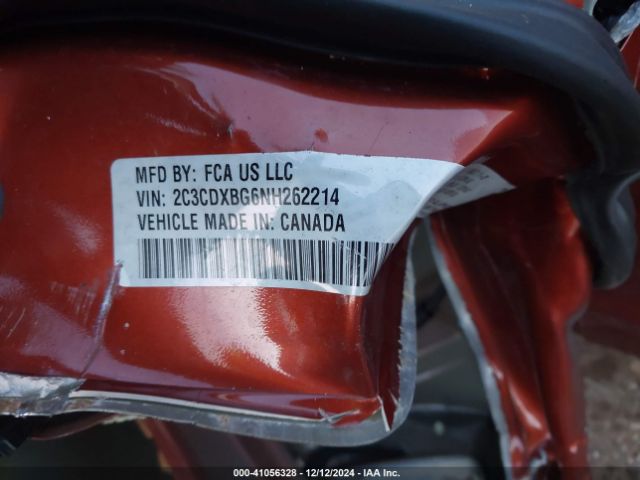 MFD BY: FCA US LLC
VIN: 2C3CDXBG6NH262214
VEHICLE MADE IN: CANADA
000-41056328 - 12/12/2024 - IAA Inc.